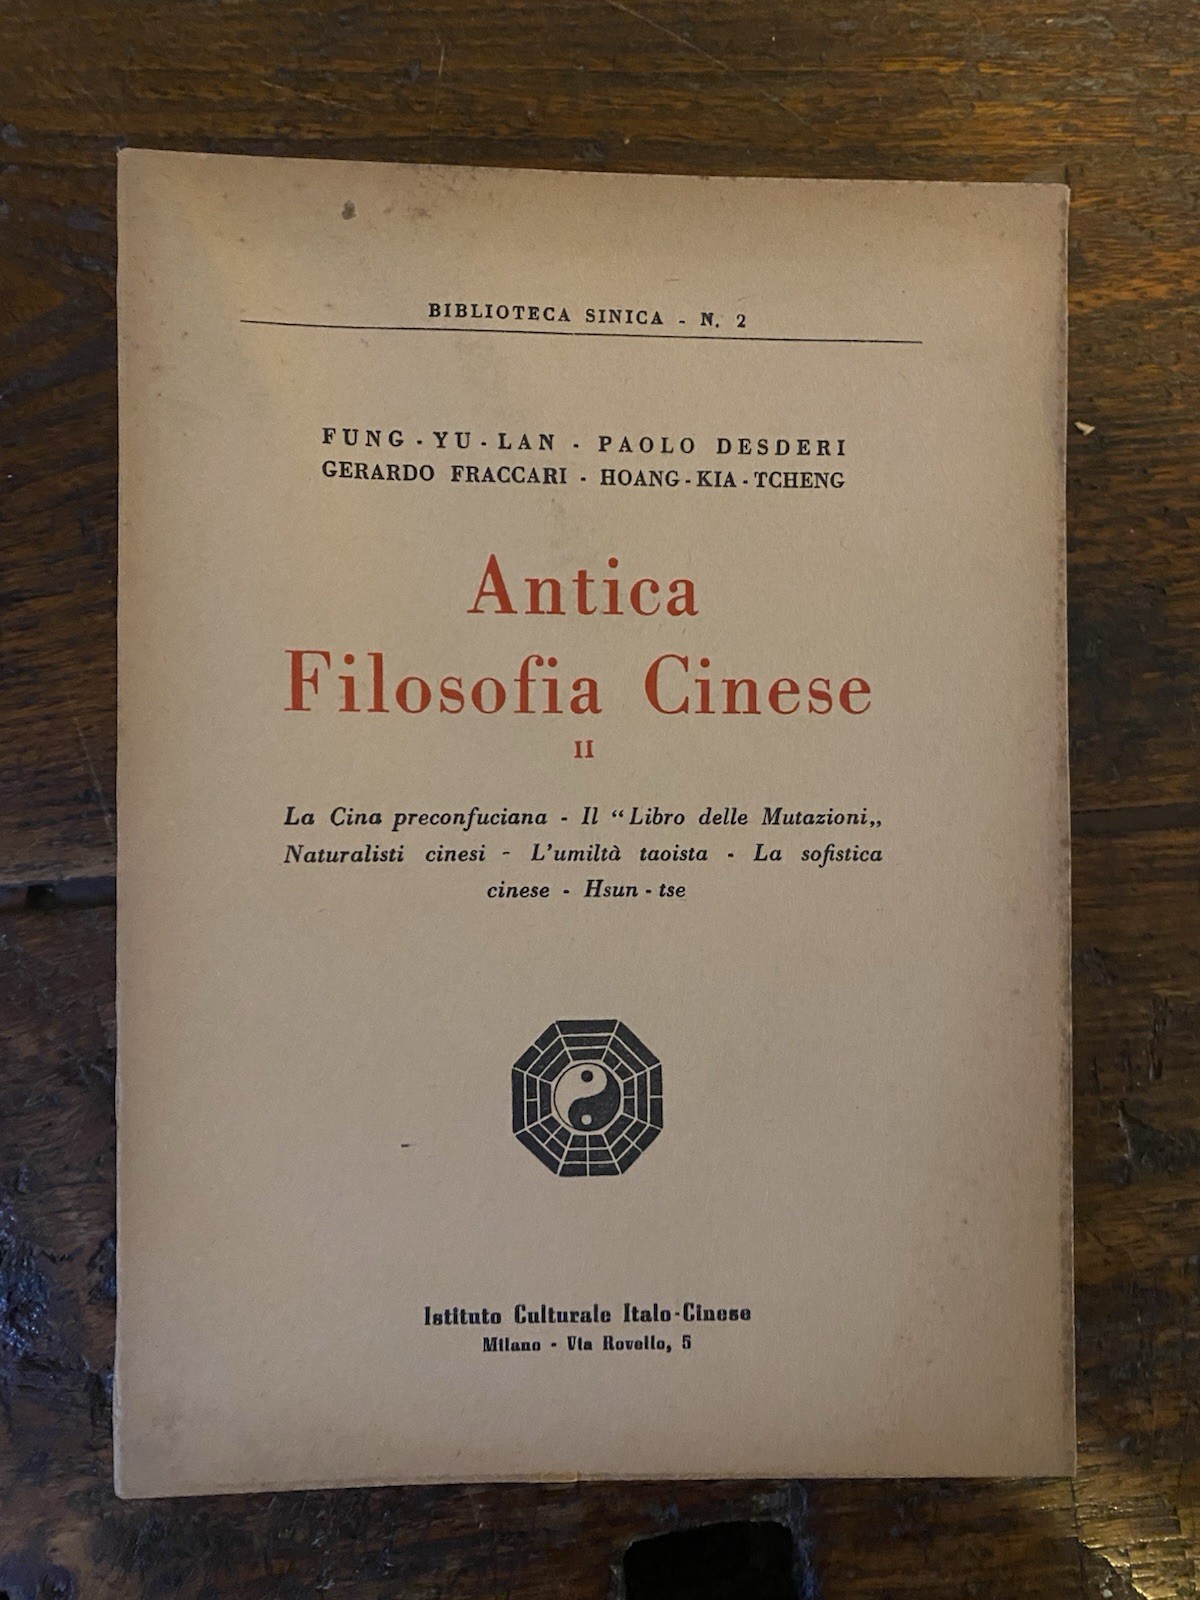 BIBLIOTECA SINICA - N. 2
FUNG - YU - LAN - PAOLO DESDERI
GERARDO FRACCARI - HOANG - KIA - TCHENG
Antica
Filosofia Cinese
II
La Cina preconfuciana - Il “Libro delle Mutazioni„
Naturalisti cinesi - L'umiltà taoista - La sofistica
cinese - Hsun - tse
Istituto Culturale Italo-Cinese
Milano - Via Rovello, 5